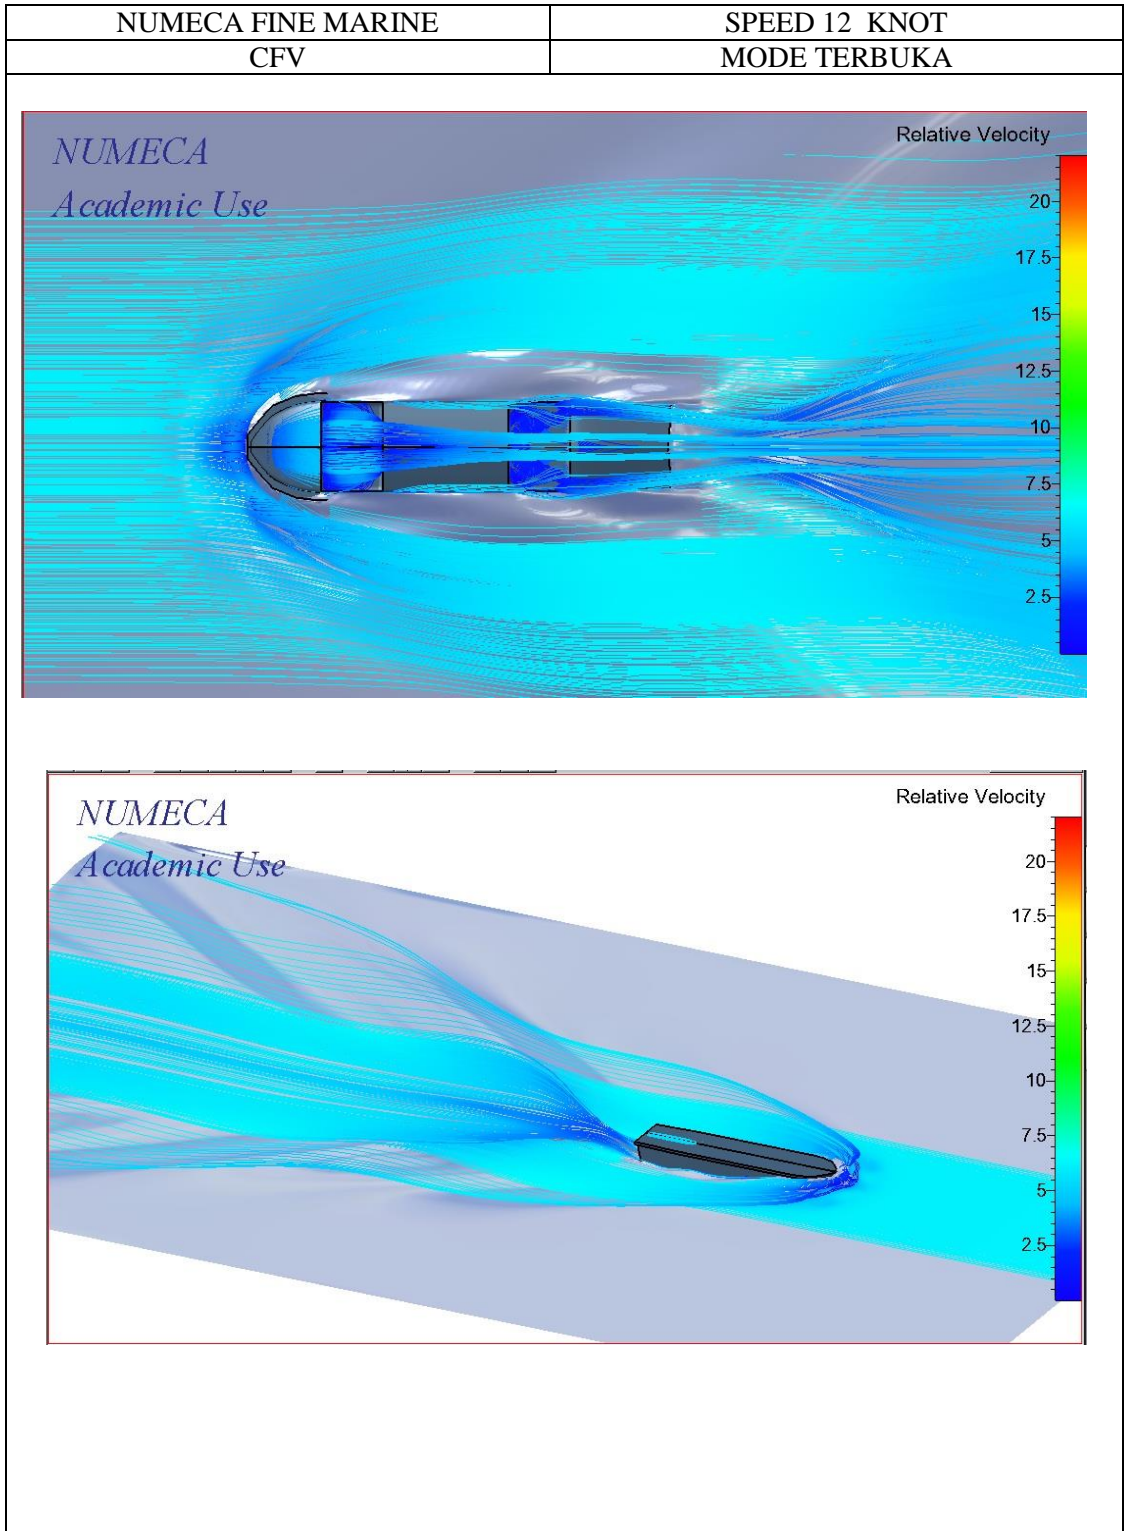 NUMECA FINE MARINE
SPEED 12 KNOT
CFV
MODE TERBUKA
NUMECA
Academic Use
Relative Velocity
20
17.5
15
12.5
10
7.5
5
2.5
NUMECA
Academic Use
Relative Velocity
20
17.5
15
12.5
10
7.5
5
2.5